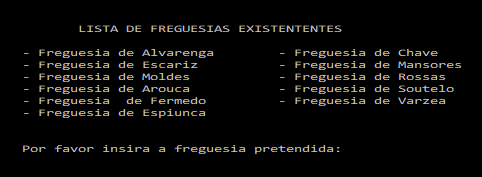 LISTA DE FREGUESIAS EXISTENTENTES
- Freguesia de Alvarenga - Freguesia de Chave
- Freguesia de Escariz - Freguesia de Mansores
- Freguesia de Moldes - Freguesia de Rossas
- Freguesia de Arouca - Freguesia de Soutelo
- Freguesia  de Fermedo - Freguesia de Varzea
- Freguesia de Espiunca
Por favor insira a freguesia pretendida: